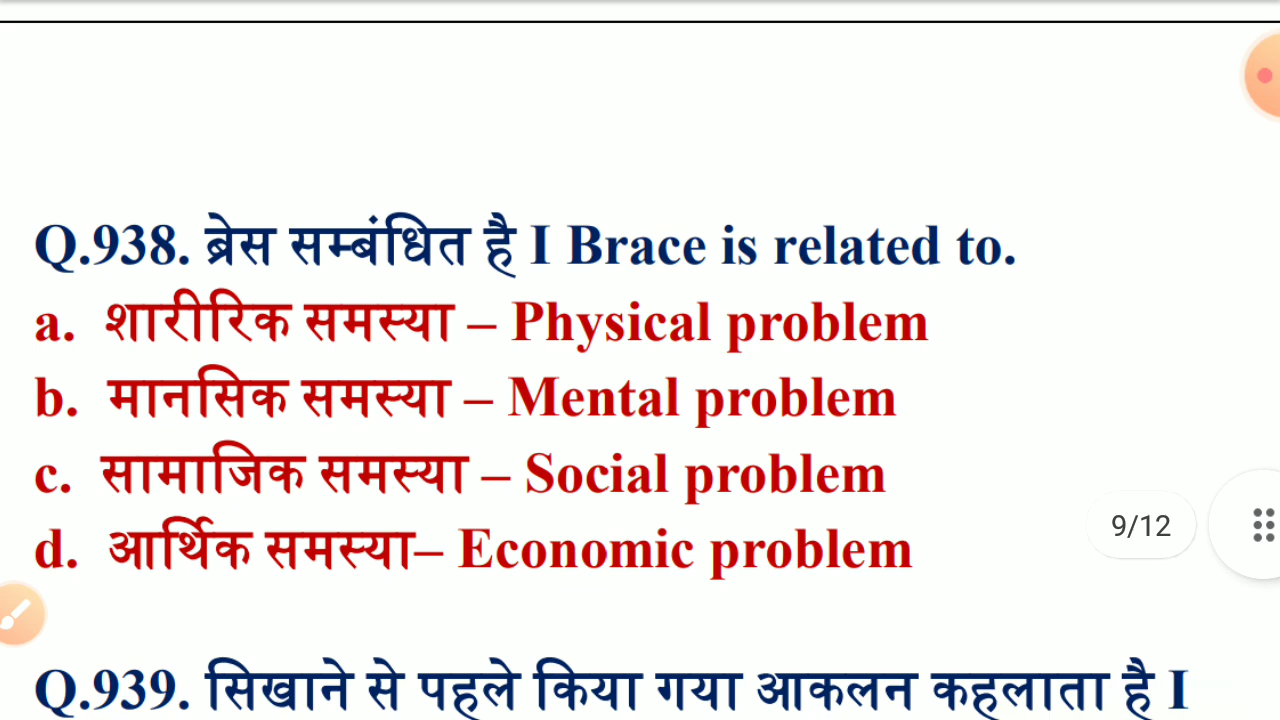 Q.938. ब्रेस सम्बंधित है I Brace is related to.
a. शारीरिक समस्या – Physical problem
b. मानसिक समस्या – Mental problem
c. सामाजिक समस्या – Social problem
d. आर्थिक समस्या– Economic problem
9/12
Q.939. सिखाने से पहले किया गया आकलन कहलाता है I